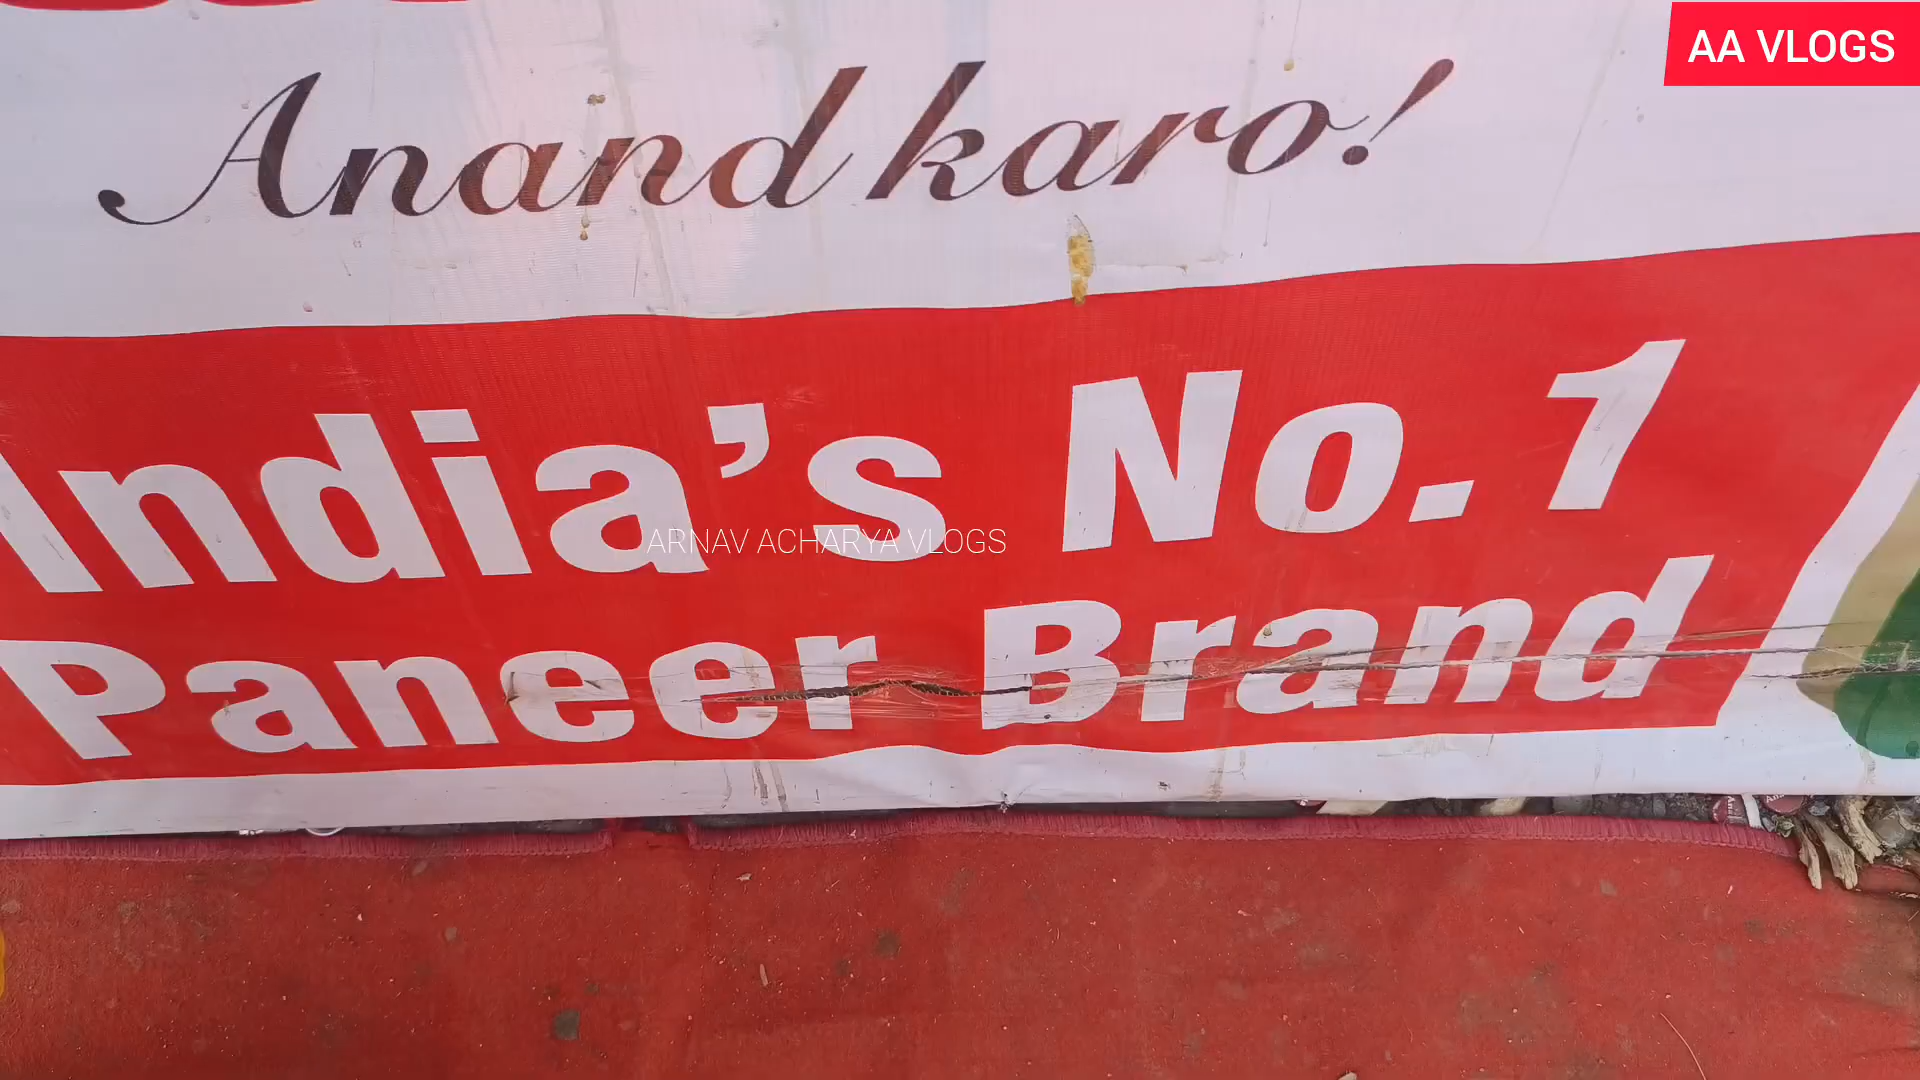 AA VLOGS
Anand karo!
India's No. 1
ARNAV ACHARYA VLOGS
Paneer Brand